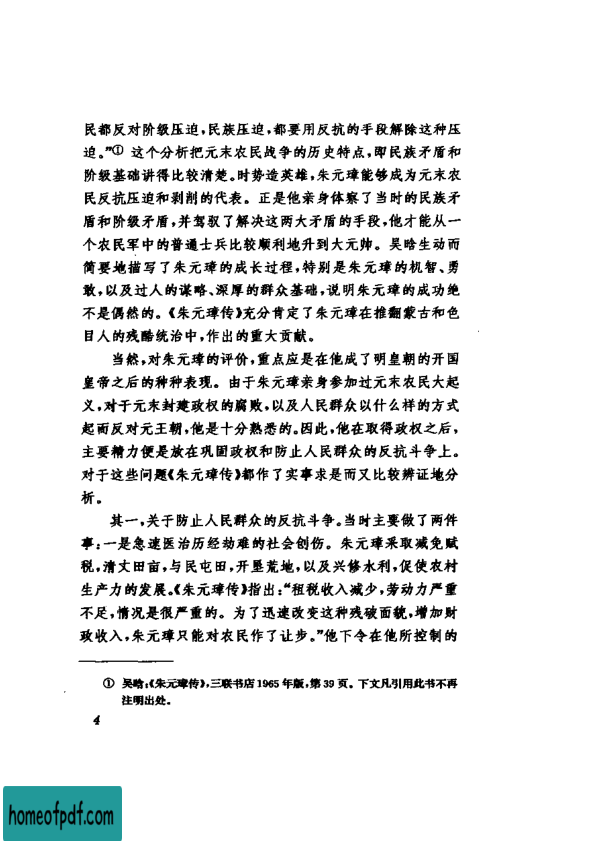 民都反对阶级压迫,民族压迫,都要用反抗的手段解除这种压
迫。”① 这个分析把元末农民战争的历史特点,即民族矛盾和
阶级基础讲得比较清楚。时势造英雄,朱元璋能够成为元末农
民反抗压迫和剥削的代表。正是他亲身体察了当时的民族矛
盾和阶级矛盾,并驾驭了解决这两大矛盾的手段,他才能从一
个农民军中的普通士兵比较顺利地升到大元帅。吴晗生动而
简要地描写了朱元璋的成长过程,特别是朱元璋的机智、勇
敢,以及过人的谋略、深厚的群众基础,说明朱元璋的成功绝
不是偶然的。《朱元璋传》充分肯定了朱元璋在推翻蒙古和色
目人的残酷统治中,作出的重大贡献。
当然,对朱元璋的评价,重点应是在他成了明皇朝的开国
皇帝之后的种种表现。由于朱元璋亲身参加过元末农民大起
义,对于元末封建政权的腐败,以及人民群众以什么样的方式
起而反对元王朝,他是十分熟悉的。因此,他在取得政权之后,
主要精力便是放在巩固政权和防止人民群众的反抗斗争上。
对于这些问题《朱元璋传》都作了实事求是而又比较辨证地分
析。
其一,关于防止人民群众的反抗斗争。当时主要做了两件
事:一是急速医治历经劫难的社会创伤。朱元璋采取减免赋
税,清丈田亩,与民屯田,开垦荒地,以及兴修水利,促使农村
生产力的发展。《朱元璋传》指出:“租税收入减少,劳动力严重
不足,情况是很严重的。为了迅速改变这种残破面貌,增加财
政收入,朱元璋只能对农民作了让步。”他下令在他所控制的
① 吴晗:《朱元璋传》,三联书店1965年版,第39页。下文凡引用此书不再
注明出处。
4
homeofpdf.com